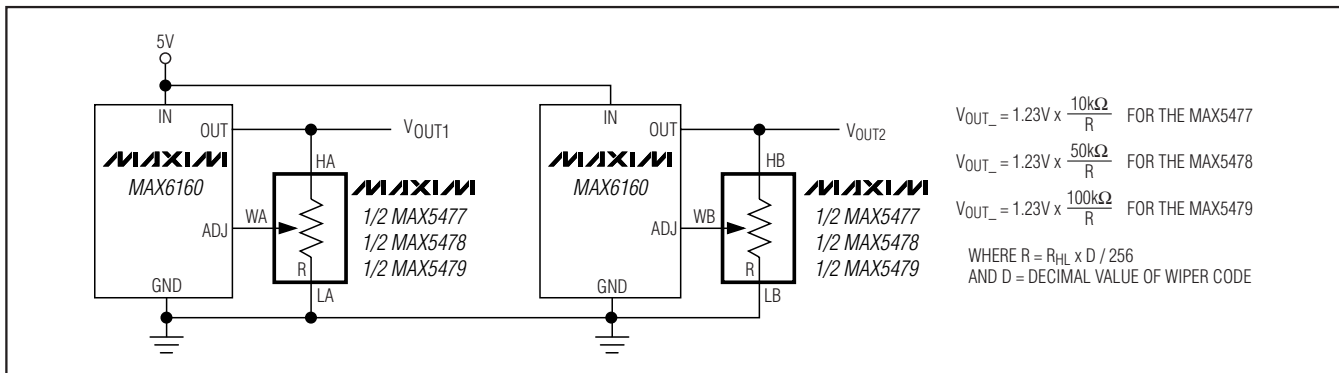 5V
IN
OUT
VOUT1
MAXIM
MAX6160
HA
WA
ADJ
R
LA
GND
MAXIM
1/2 MAX5477
1/2 MAX5478
1/2 MAX5479
IN
OUT
VOUT2
MAXIM
MAX6160
HB
WB
ADJ
R
LB
GND
MAXIM
1/2 MAX5477
1/2 MAX5478
1/2 MAX5479
VOUT_ = 1.23V x 10kΩ / R FOR THE MAX5477
VOUT_ = 1.23V x 50kΩ / R FOR THE MAX5478
VOUT_ = 1.23V x 100kΩ / R FOR THE MAX5479
WHERE R = RHL x D / 256
AND D = DECIMAL VALUE OF WIPER CODE